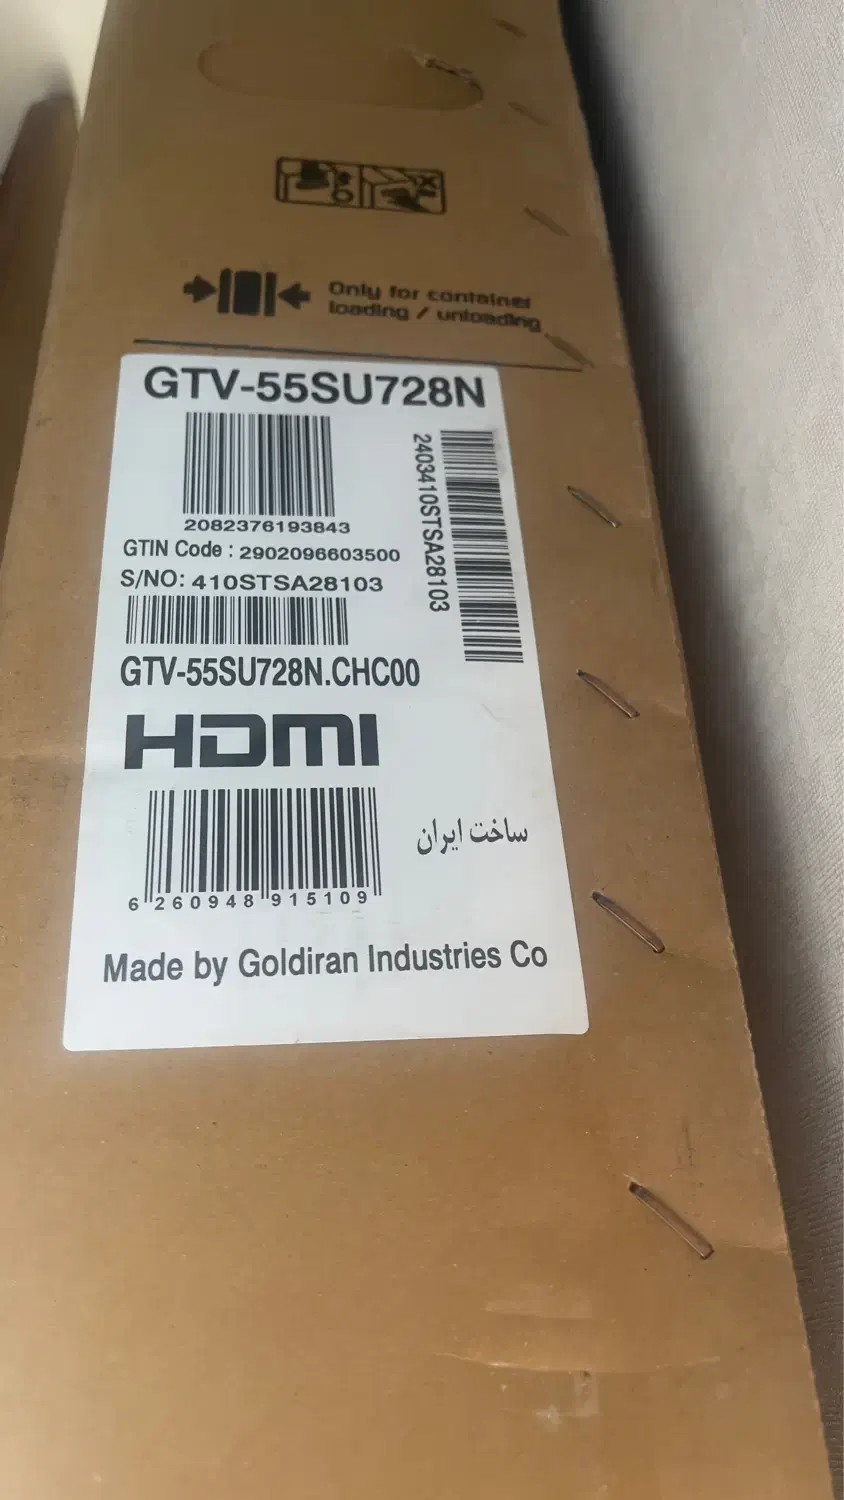 Only for container
loading / unloading
GTV-55SU728N
2082376193843
2403410STSA28103
GTIN Code : 2902096603500
S/NO: 410STSA28103
GTV-55SU728N.CHC00
HDMI
6 260948 915109
ساخت ایران
Made by Goldiran Industries Co